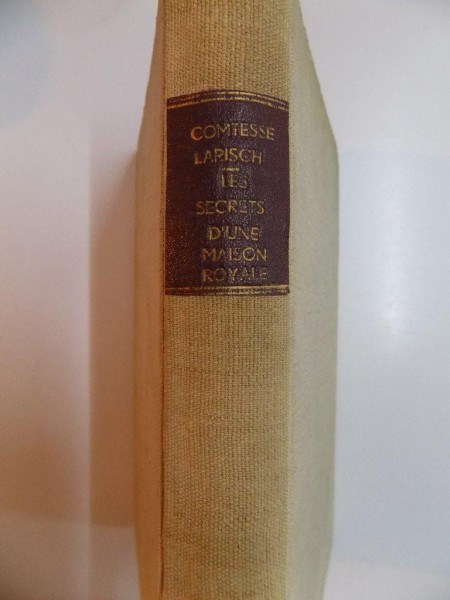 COMTESSE
LARISCH
LES
SECRETS
D'UNE
MAISON
ROYALE